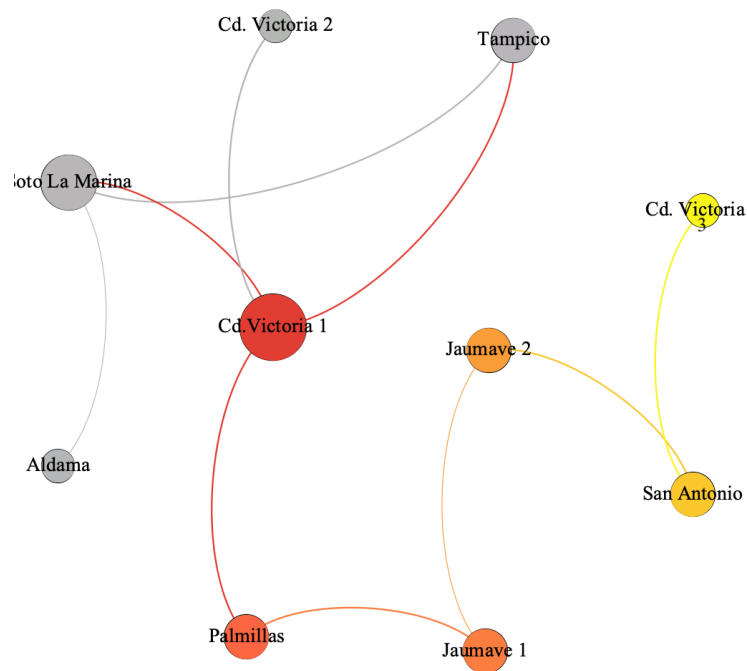 Cd. Victoria 2
Tampico
oto La Marina
Cd. Victoria
3
Cd.Victoria 1
Jaumave 2
Aldama
San Antonio
Palmillas
Jaumave 1